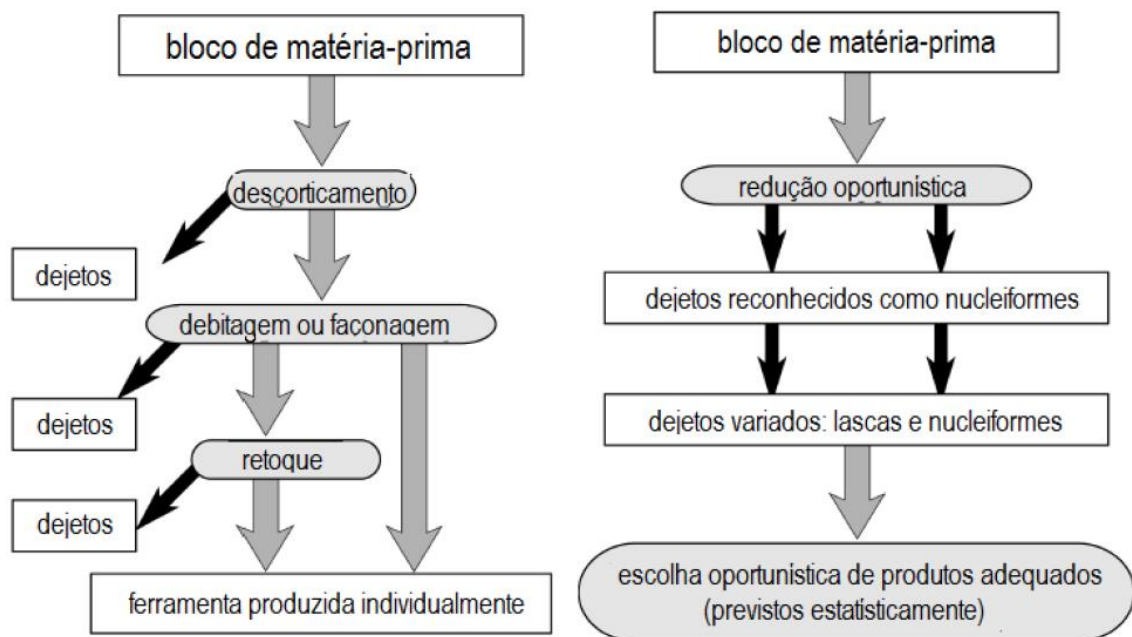 bloco de matéria-prima
descorticamento
dejetos
debitagem ou façonagem
dejetos
retoque
dejetos
ferramenta produzida individualmente
bloco de matéria-prima
redução oportunística
dejetos reconhecidos como nucleiformes
dejetos variados: lascas e nucleiformes
escolha oportunística de produtos adequados
(previstos estatísticamente)